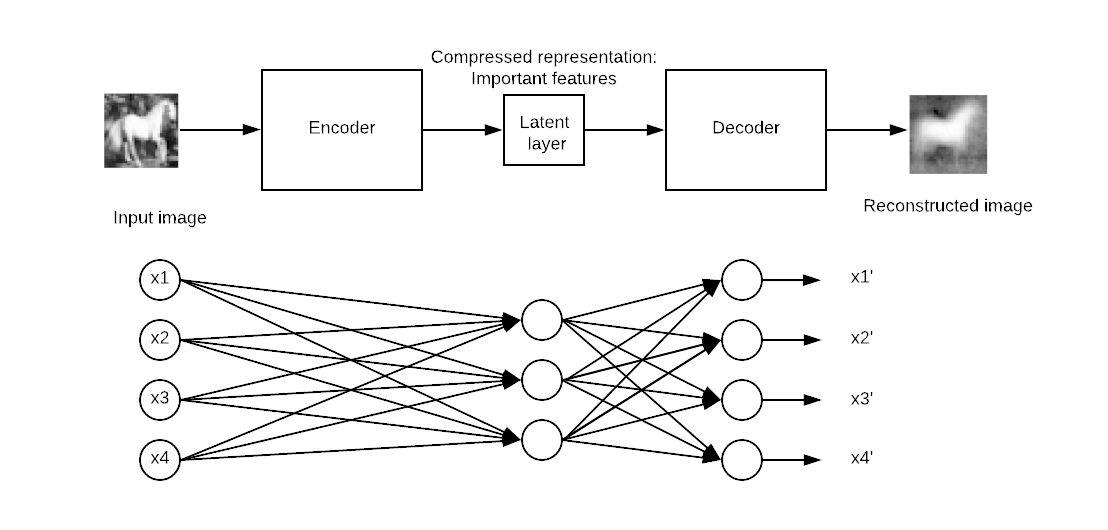 Compressed representation:
Important features
Encoder
Latent
layer
Decoder
Input image
Reconstructed image
x1
x1'
x2
x2'
x3
x3'
x4
x4'